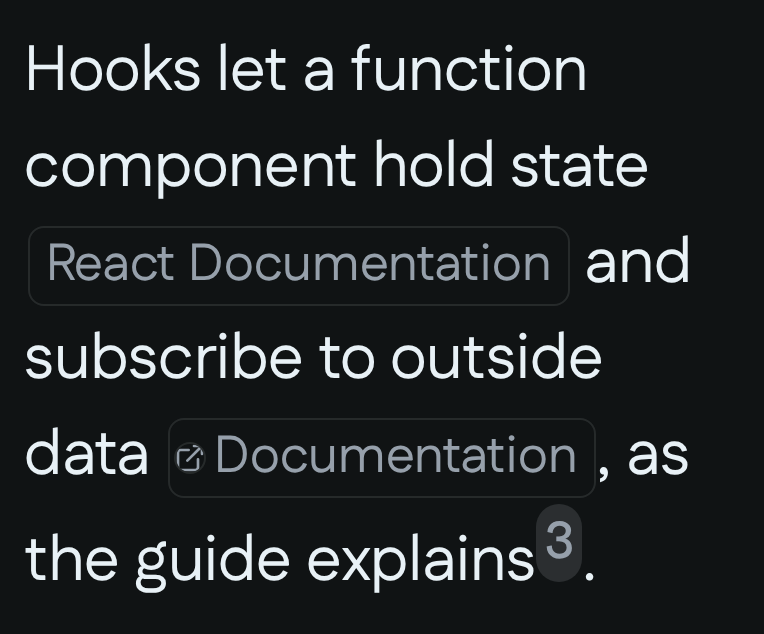 Hooks let a function
component hold state
React Documentation and
subscribe to outside
data Documentation, as
the guide explains3.